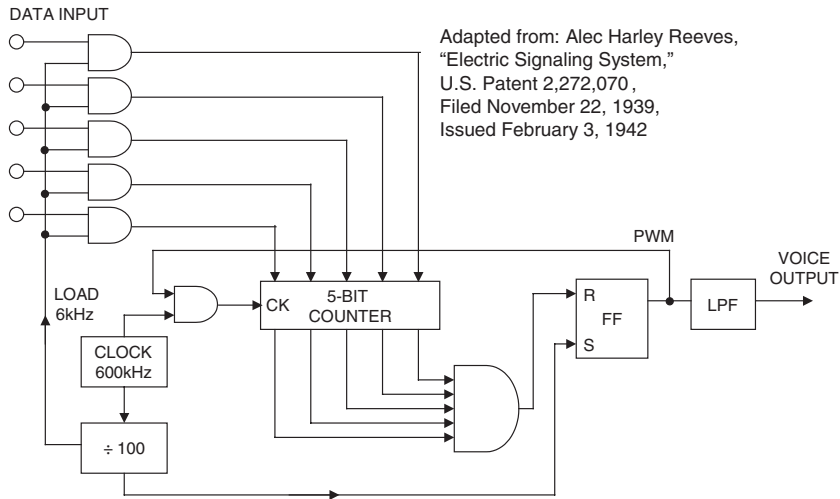 DATA INPUT
Adapted from: Alec Harley Reeves,
“Electric Signaling System,”
U.S. Patent 2,272,070 ,
Filed November 22, 1939,
Issued February 3, 1942
PWM
VOICE
OUTPUT
LOAD
6kHz
CK
5-BIT
COUNTER
R
FF
S
LPF
CLOCK
600kHz
÷ 100